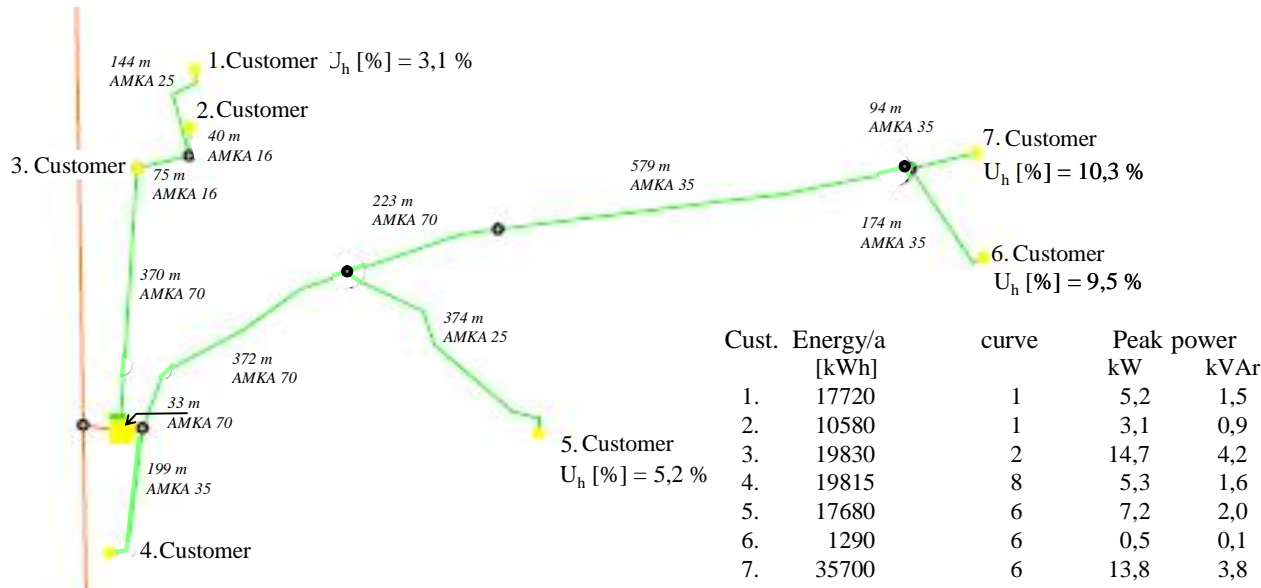 144 m
AMKA 25
1.Customer U_h [%] = 3,1 %
2.Customer
40 m
AMKA 16
3. Customer
75 m
AMKA 16
94 m
AMKA 35
7. Customer
U_h [%] = 10,3 %
579 m
AMKA 35
223 m
AMKA 70
174 m
AMKA 35
6. Customer
U_h [%] = 9,5 %
370 m
AMKA 70
374 m
AMKA 25
372 m
AMKA 70
33 m
AMKA 70
5. Customer
U_h [%] = 5,2 %
199 m
AMKA 35
4.Customer
Cust. Energy/a curve Peak power
[kWh] kW kVAr
1. 17720 1 5,2 1,5
2. 10580 1 3,1 0,9
3. 19830 2 14,7 4,2
4. 19815 8 5,3 1,6
5. 17680 6 7,2 2,0
6. 1290 6 0,5 0,1
7. 35700 6 13,8 3,8